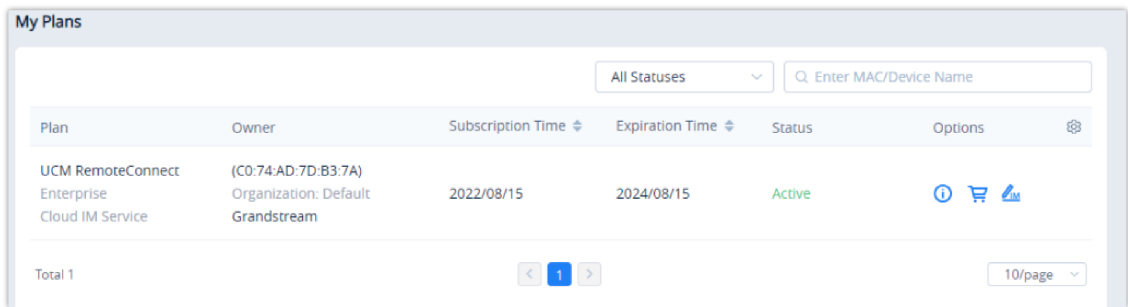 My Plans
All Statuses
Enter MAC/Device Name
Plan Owner Subscription Time Expiration Time Status Options
UCM RemoteConnect (C0:74:AD:7D:B3:7A)
Enterprise Organization: Default 2022/08/15 2024/08/15 Active IM
Cloud IM Service Grandstream
Total 1 1 10/page